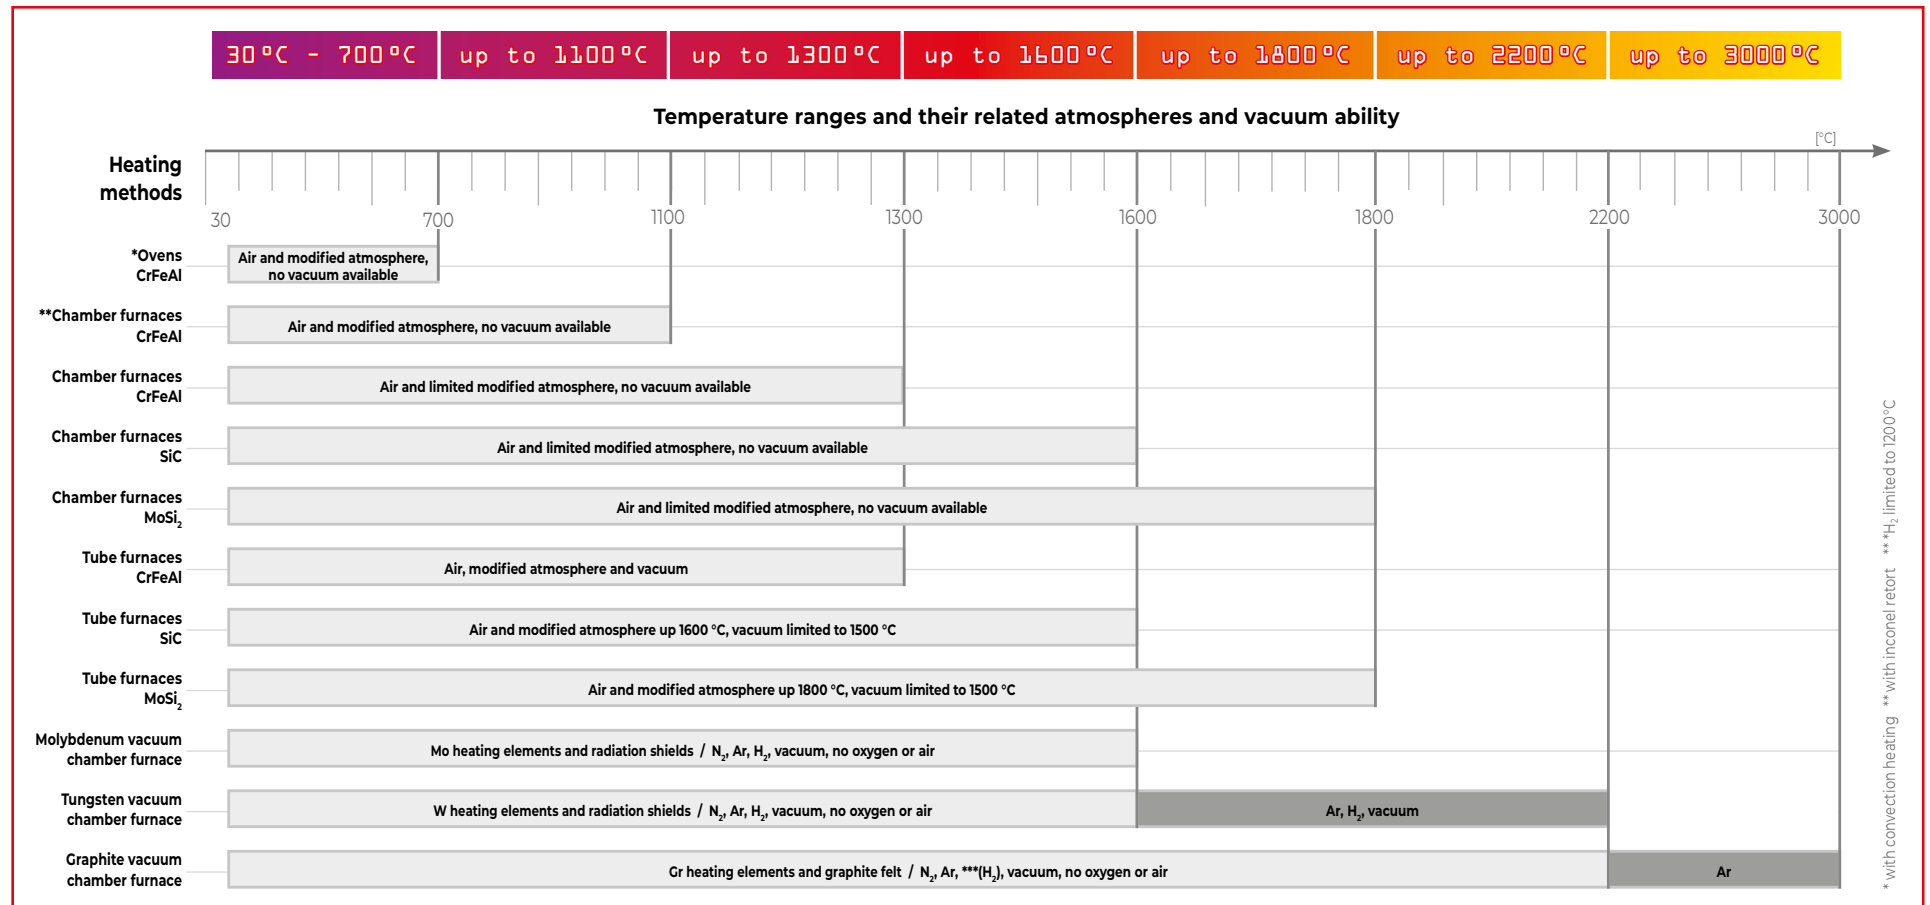 30°C - 700°C
up to 1100°C
up to 1300°C
up to 1600°C
up to 1800°C
up to 2200°C
up to 3000°C
Temperature ranges and their related atmospheres and vacuum ability
[°C]
Heating
methods
30
700
1100
1300
1600
1800
2200
3000
*Ovens
CrFeAl
Air and modified atmosphere,
no vacuum available
**Chamber furnaces
CrFeAl
Air and modified atmosphere, no vacuum available
Chamber furnaces
CrFeAl
Air and limited modified atmosphere, no vacuum available
Chamber furnaces
SiC
Air and limited modified atmosphere, no vacuum available
Chamber furnaces
MoSi₂
Air and limited modified atmosphere, no vacuum available
Tube furnaces
CrFeAl
Air, modified atmosphere and vacuum
Tube furnaces
SiC
Air and modified atmosphere up 1600 °C, vacuum limited to 1500 °C
Tube furnaces
MoSi₂
Air and modified atmosphere up 1800 °C, vacuum limited to 1500 °C
Molybdenum vacuum
chamber furnace
Mo heating elements and radiation shields / N₂, Ar, H₂, vacuum, no oxygen or air
Tungsten vacuum
chamber furnace
W heating elements and radiation shields / N₂, Ar, H₂, vacuum, no oxygen or air
Ar, H₂, vacuum
Graphite vacuum
chamber furnace
Gr heating elements and graphite felt / N₂, Ar, ***(H₂), vacuum, no oxygen or air
Ar
* with convection heating ** with inconel retort ** *H₂ limited to 1200°C